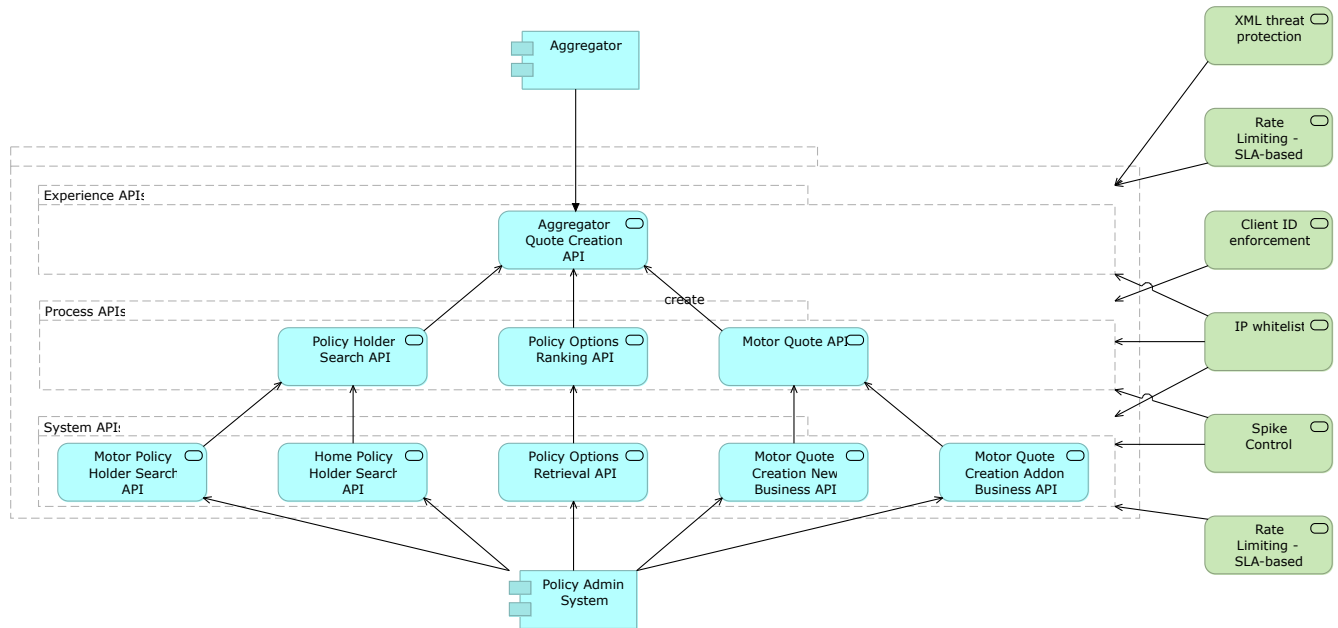 XML threat
protection
Aggregator
Rate
Limiting -
SLA-based
Experience APIs
Aggregator
Quote Creation
API
Client ID
enforcement
create
Process APIs
IP whitelist
Policy Holder
Search API
Policy Options
Ranking API
Motor Quote API
System APIs
Spike
Control
Motor Policy
Holder Search
API
Home Policy
Holder Search
API
Policy Options
Retrieval API
Motor Quote
Creation New
Business API
Motor Quote
Creation Addon
Business API
Rate
Limiting -
SLA-based
Policy Admin
System